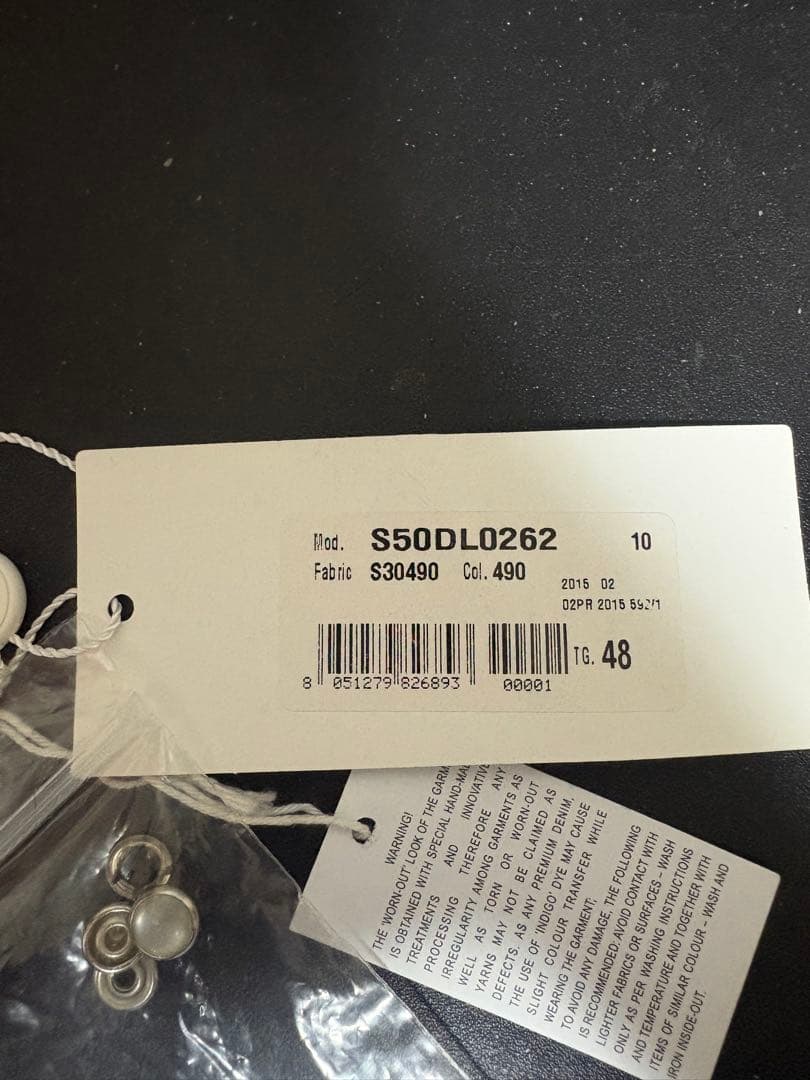 Mod. S50DL0262 10
Fabric S30490 Col. 490
2015 02
02PR 2015 592/1
8 051279 826893 00001
TG. 48
WARNING!
THE 'WORN-OUT' LOOK OF THE GARM
IS OBTAINED WITH SPECIAL HAND-MA
TREATMENTS AND INNOVATIVE
PROCESSING THEREFORE ANY
IRREGULARITY AMONG GARMENTS AS
WELL AS TORN OR WORN-OUT
YARNS MAY NOT BE CLAIMED AS
DEFECTS. AS ANY PREMIUM DENIM,
THE USE OF 'INDIGO' DYE MAY CAUSE
SLIGHT COLOUR TRANSFER WHILE
WEARING THE GARMENT;
TO AVOID ANY DAMAGE, THE FOLLOWING
IS RECOMMENDED. AVOID CONTACT WITH
LIGHTER FABRICS OR SURFACES – WASH
ONLY AS PER WASHING INSTRUCTIONS
AND TEMPERATURE AND TOGETHER WITH
ITEMS OF SIMILAR COLOUR – WASH AND
IRON INSIDE-OUT.